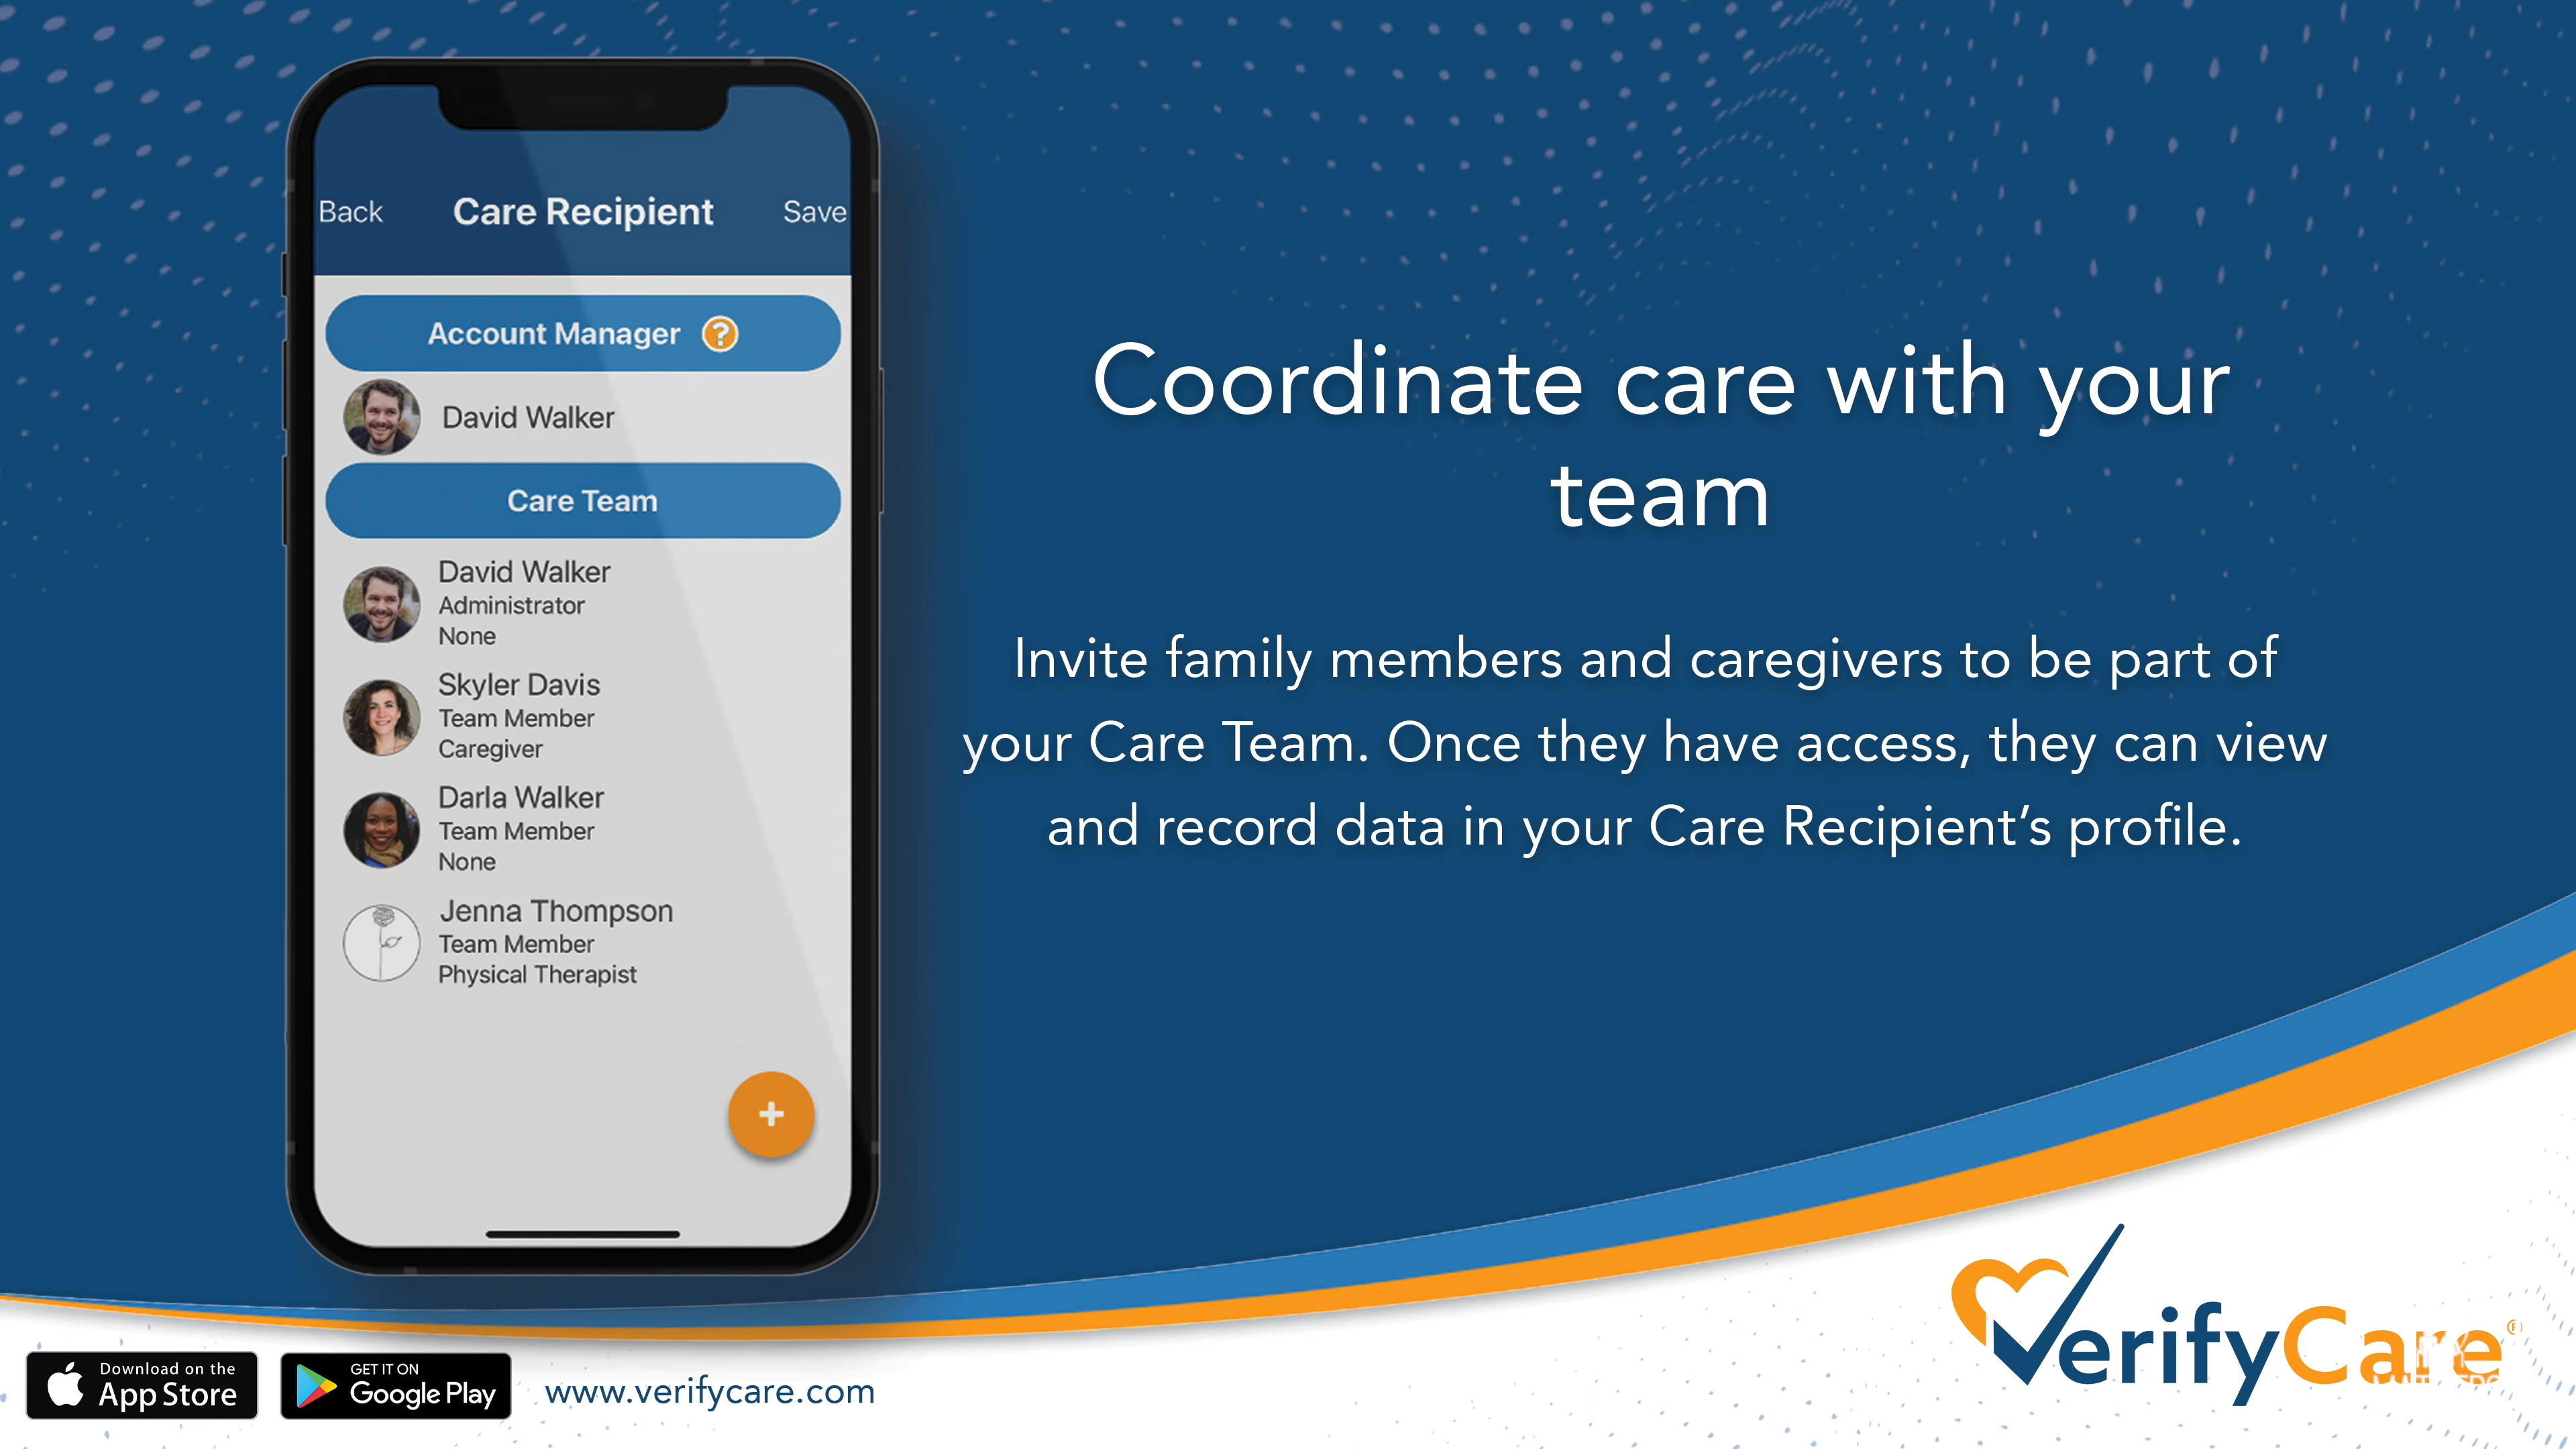 Back
Care Recipient
Save
Account Manager ?
David Walker
Care Team
David Walker
Administrator
None
Skyler Davis
Team Member
Caregiver
Darla Walker
Team Member
None
Jenna Thompson
Team Member
Physical Therapist
+
Coordinate care with your
team
Invite family members and caregivers to be part of
your Care Team. Once they have access, they can view
and record data in your Care Recipient’s profile.
Download on the
App Store
GET IT ON
Google Play
www.verifycare.com
VerifyCare®